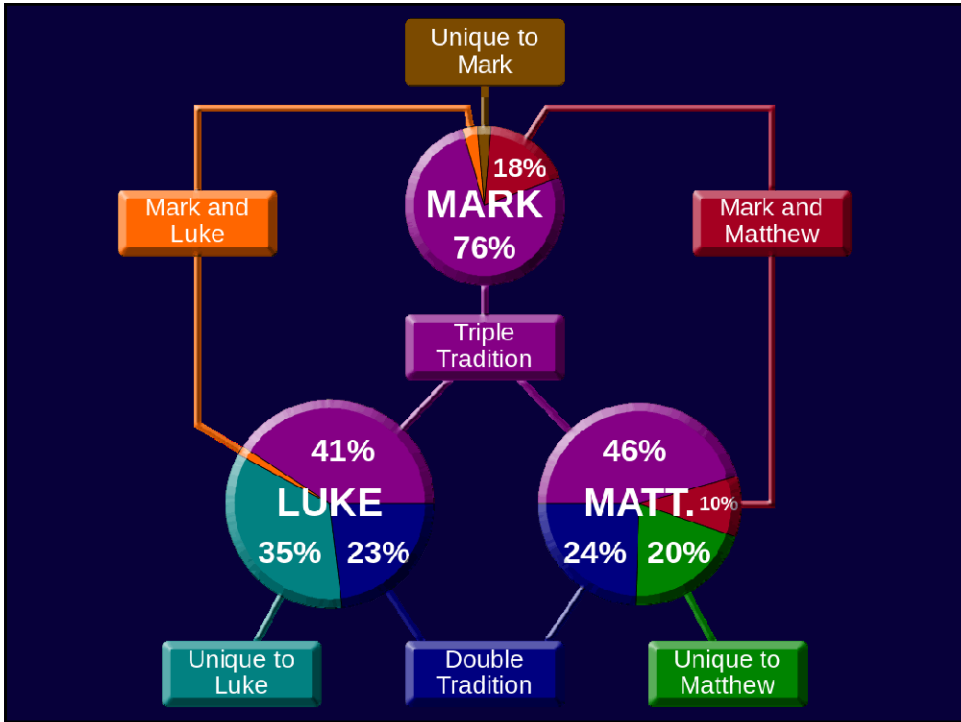 Unique to
Mark
18%
MARK
76%
Mark and
Luke
Mark and
Matthew
Triple
Tradition
41%
LUKE
35%
23%
46%
MATT.
10%
24%
20%
Unique to
Luke
Double
Tradition
Unique to
Matthew